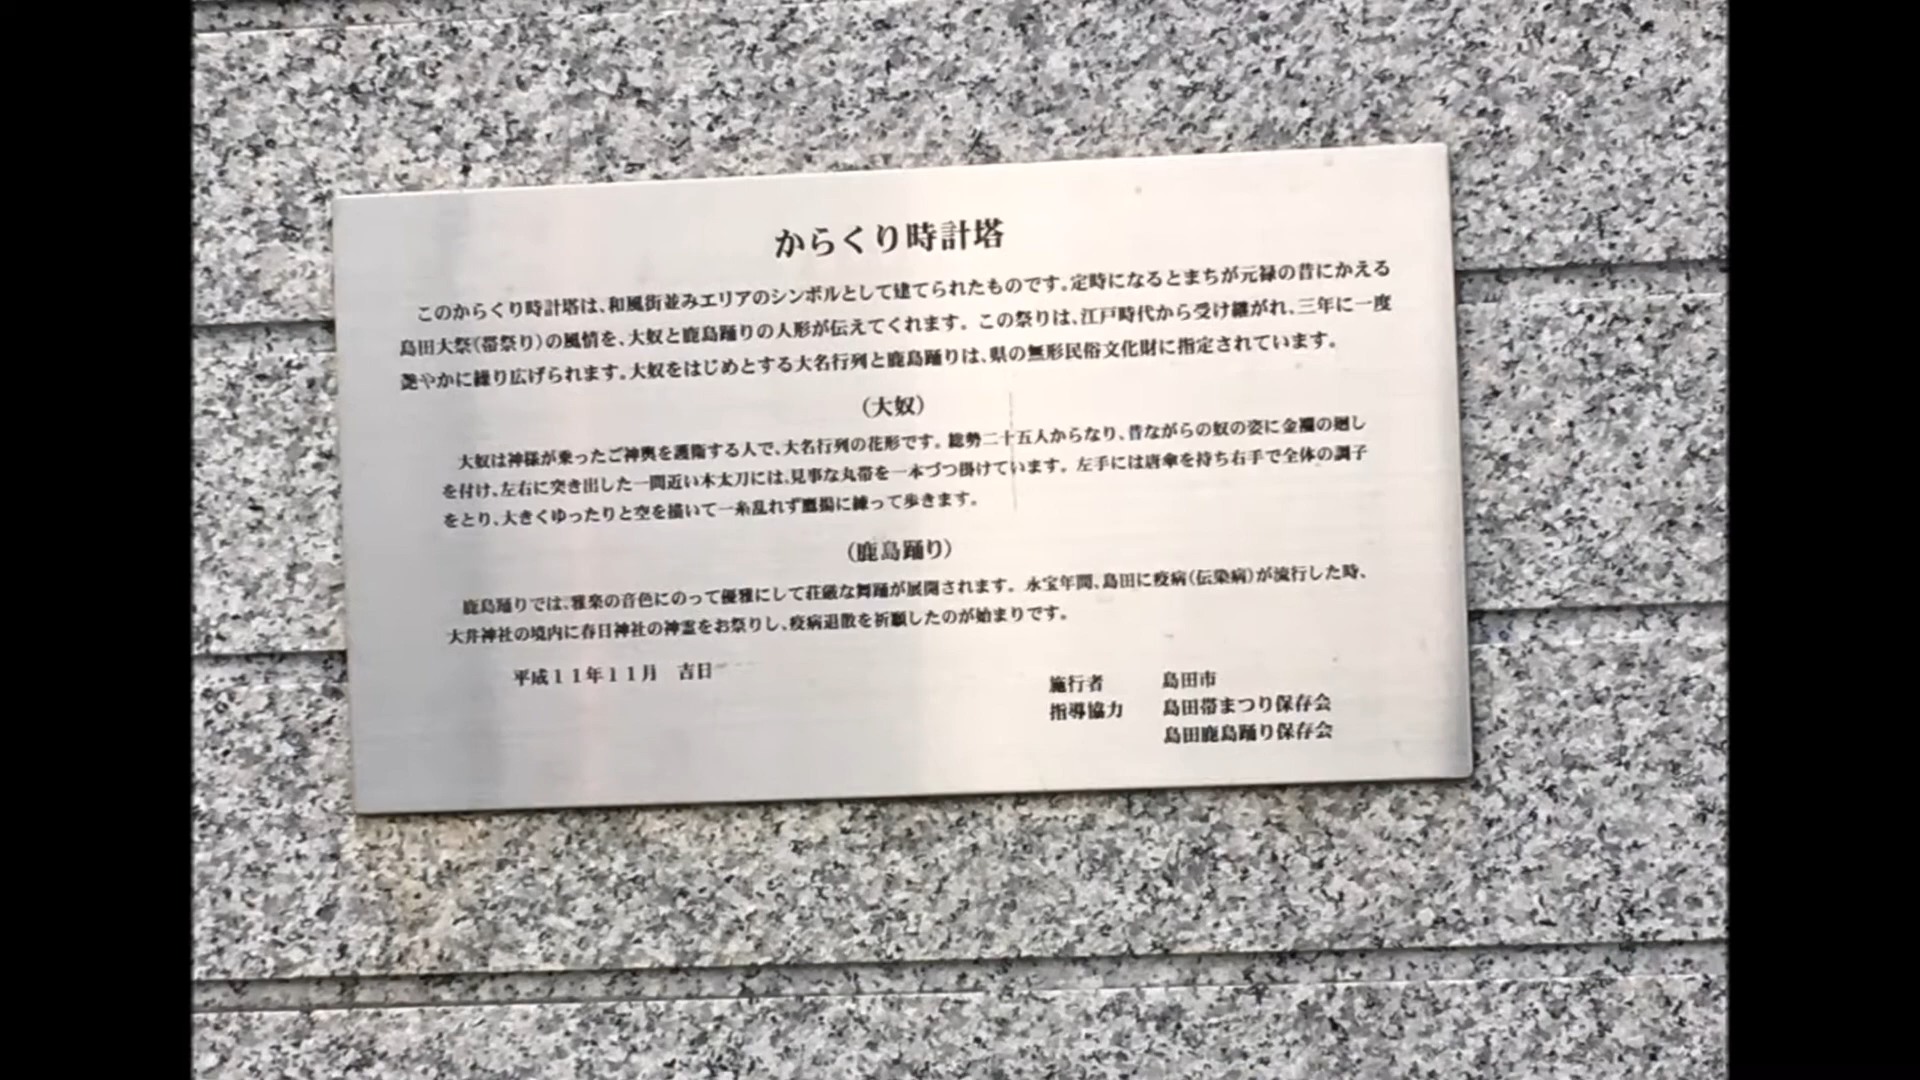 からくり時計塔
このからくり時計塔は、和風街並みエリアのシンボルとして建てられたものです。定時になるとまちが元禄の昔にかえる
島田大祭(帯祭り)の風情を、大奴と鹿島踊りの人形が伝えてくれます。この祭りは、江戸時代から受け継がれ、三年に一度
艶やかに繰り広げられます。大奴をはじめとする大名行列と鹿島踊りは、県の無形民俗文化財に指定されています。
(大奴)
大奴は神様が乗ったご神輿を護衛する人で、大名行列の花形です。総勢二十五人からなり、昔ながらの奴の姿に金襴の廻し
を付け、左右に突き出した一間近い木太刀には、見事な丸帯を一本づつ掛けています。左手には唐傘を持ち右手で全体の調子
をとり、大きくゆったりと空を描いて一糸乱れず鷹揚に練って歩きます。
(鹿島踊り)
鹿島踊りでは、雅楽の音色にのって優雅にして荘厳な舞踊が展開されます。永宝年間、島田に疫病(伝染病)が流行した時、
大井神社の境内に春日神社の神霊をお祭りし、疫病退散を祈願したのが始まりです。
平成11年11月 吉日
施行者 島田市
指導協力 島田帯まつり保存会
島田鹿島踊り保存会